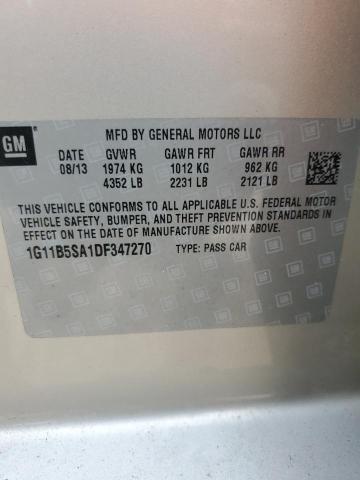 GM
MFD BY GENERAL MOTORS LLC
DATE GVWR GAWR FRT GAWR RR
08/13 1974 KG 1012 KG 962 KG
4352 LB 2231 LB 2121 LB
THIS VEHICLE CONFORMS TO ALL APPLICABLE U.S. FEDERAL MOTOR
VEHICLE SAFETY, BUMPER, AND THEFT PREVENTION STANDARDS
IN EFFECT ON THE DATE OF MANUFACTURE SHOWN ABOVE.
1G11B5SA1DF347270 TYPE: PASS CAR